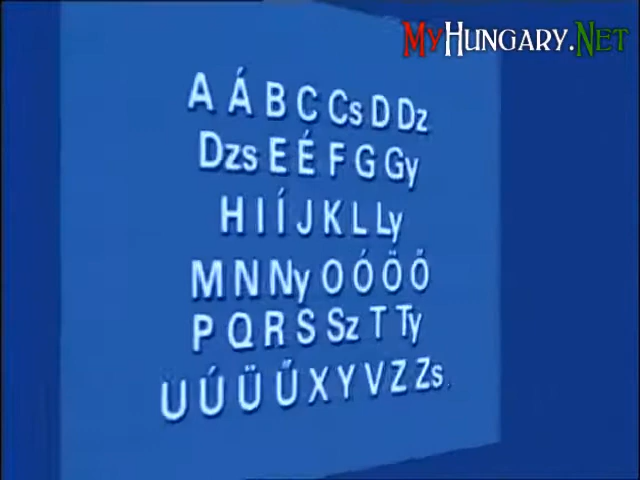 MyHungary.Net
A Á B C Cs D Dz
Dzs E É F G Gy
H I Í J K L Ly
M N Ny O Ó Ö Ő
P Q R S Sz T Ty
U Ú Ü Ű X Y V Z Zs.